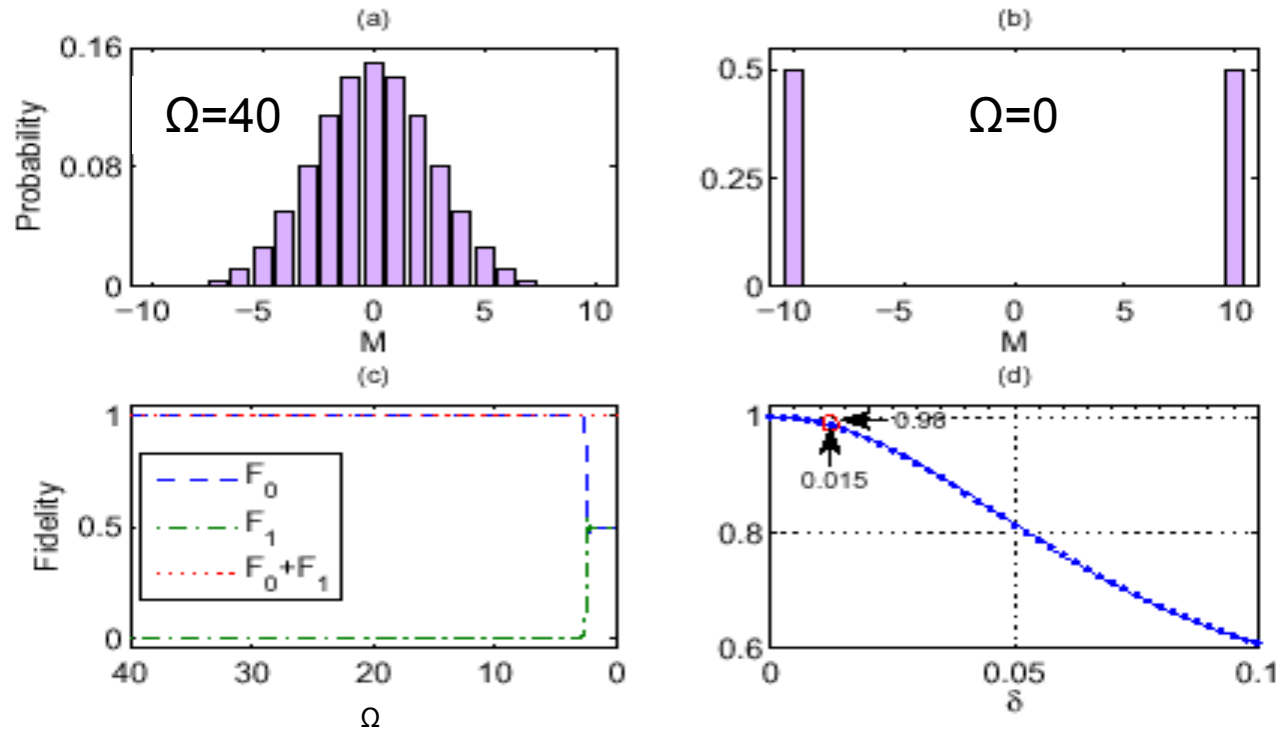 (a)
0.16
0.08
0
Probability
Ω=40
−10 −5 0 5 10
M
(b)
0.5
0.25
0
Ω=0
−10 −5 0 5 10
M
(c)
1
0.5
0
Fidelity
F0
F1
F0+F1
40 30 20 10 0
Ω
(d)
1
0.8
0.6
0.98
0.015
0 0.05 0.1
δ